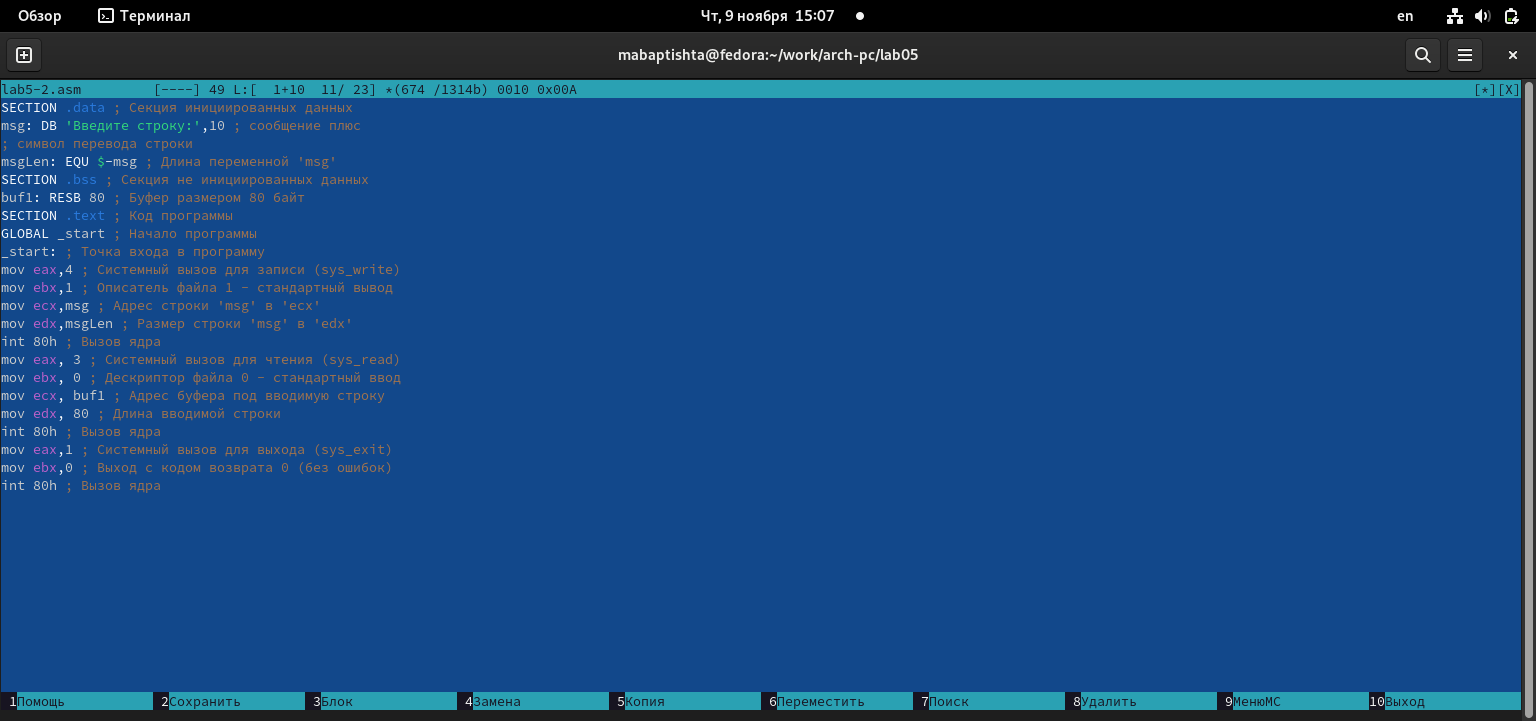 Обзор Терминал Чт, 9 ноября 15:07 en
mabaptishta@fedora:~/work/arch-pc/lab05
lab5-2.asm [----] 49 L:[ 1+10 11/ 23] *(674 /1314b) 0010 0x00A [*][X]
SECTION .data ; Секция инициированных данных
msg: DB 'Введите строку:',10 ; сообщение плюс
; символ перевода строки
msgLen: EQU $-msg ; Длина переменной 'msg'
SECTION .bss ; Секция не инициированных данных
buf1: RESB 80 ; Буфер размером 80 байт
SECTION .text ; Код программы
GLOBAL _start ; Начало программы
_start: ; Точка входа в программу
mov eax,4 ; Системный вызов для записи (sys_write)
mov ebx,1 ; Описатель файла 1 - стандартный вывод
mov ecx,msg ; Адрес строки 'msg' в 'ecx'
mov edx,msgLen ; Размер строки 'msg' в 'edx'
int 80h ; Вызов ядра
mov eax, 3 ; Системный вызов для чтения (sys_read)
mov ebx, 0 ; Дескриптор файла 0 - стандартный ввод
mov ecx, buf1 ; Адрес буфера под вводимую строку
mov edx, 80 ; Длина вводимой строки
int 80h ; Вызов ядра
mov eax,1 ; Системный вызов для выхода (sys_exit)
mov ebx,0 ; Выход с кодом возврата 0 (без ошибок)
int 80h ; Вызов ядра
1Помощь 2Сохранить 3Блок 4Замена 5Копия 6Переместить 7Поиск 8Удалить 9МенюМС 10Выход